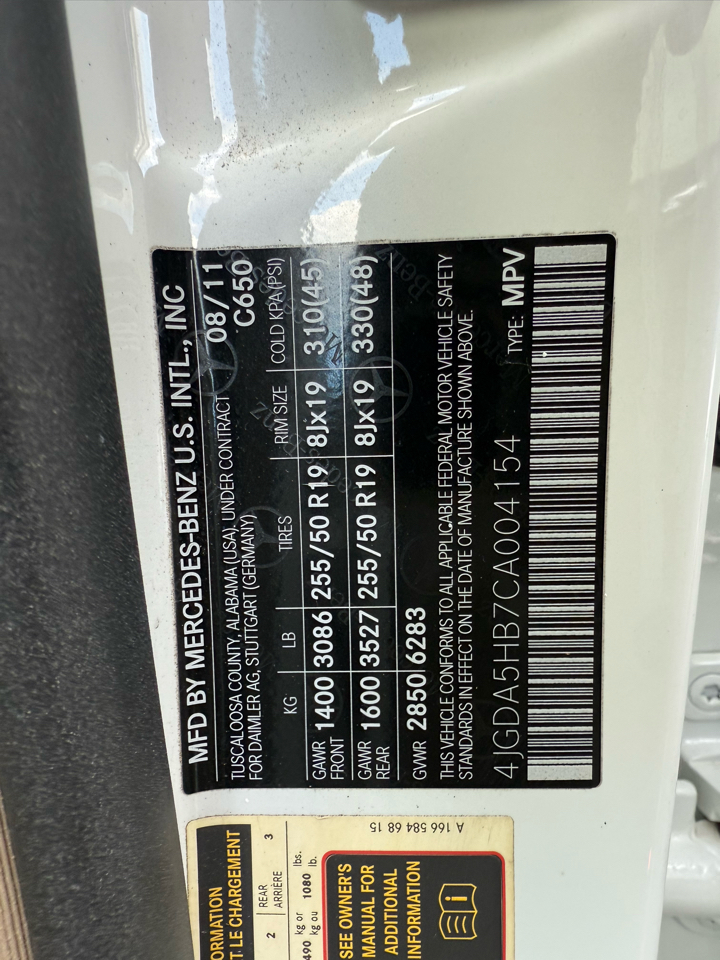 MFD BY MERCEDES-BENZ U.S. INTL., INC
TUSCALOOSA COUNTY, ALABAMA (USA), UNDER CONTRACT 08/11
FOR DAIMLER AG, STUTTGART (GERMANY) C650
KG LB TIRES RIM SIZE COLD KPA(PSI)
GAWR FRONT 1400 3086 255/50 R19 8Jx19 310(45)
GAWR REAR 1600 3527 255/50 R19 8Jx19 330(48)
GVWR 2850 6283
THIS VEHICLE CONFORMS TO ALL APPLICABLE FEDERAL MOTOR VEHICLE SAFETY
STANDARDS IN EFFECT ON THE DATE OF MANUFACTURE SHOWN ABOVE.
4JGDA5HB7CA004154 TYPE: MPV
T LE CHARGEMENT
2 REAR 3
ARRIÈRE
490 kg or 1080 lbs.
kg ou lb.
SEE OWNER'S
MANUAL FOR
ADDITIONAL
INFORMATION
A 166 584 68 15